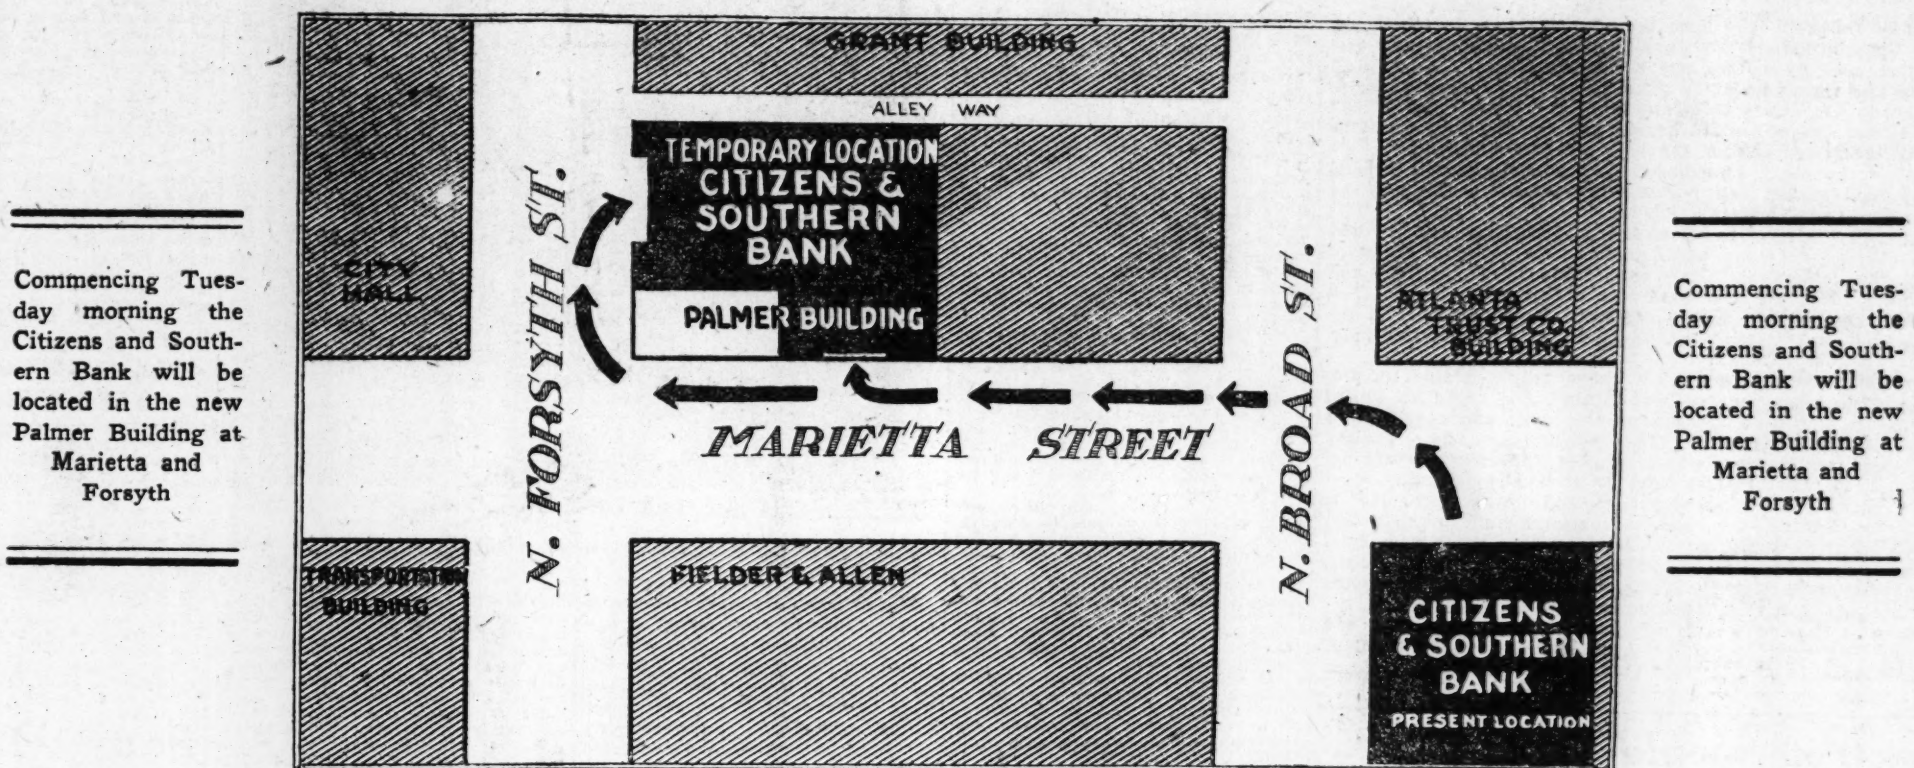 Commencing Tues-
day morning the
Citizens and South-
ern Bank will be
located in the new
Palmer Building at
Marietta and
Forsyth
GRANT BUILDING
ALLEY WAY
TEMPORARY LOCATION
CITIZENS &
SOUTHERN
BANK
PALMER BUILDING
CITY
HALL
N. FORSYTH ST.
MARIETTA STREET
N. BROAD ST.
ATLANTA
TRUST CO.
BUILDING
TRANSPORTATION
BUILDING
FIELDER & ALLEN
CITIZENS
& SOUTHERN
BANK
PRESENT LOCATION
Commencing Tues-
day morning the
Citizens and South-
ern Bank will be
located in the new
Palmer Building at
Marietta and
Forsyth